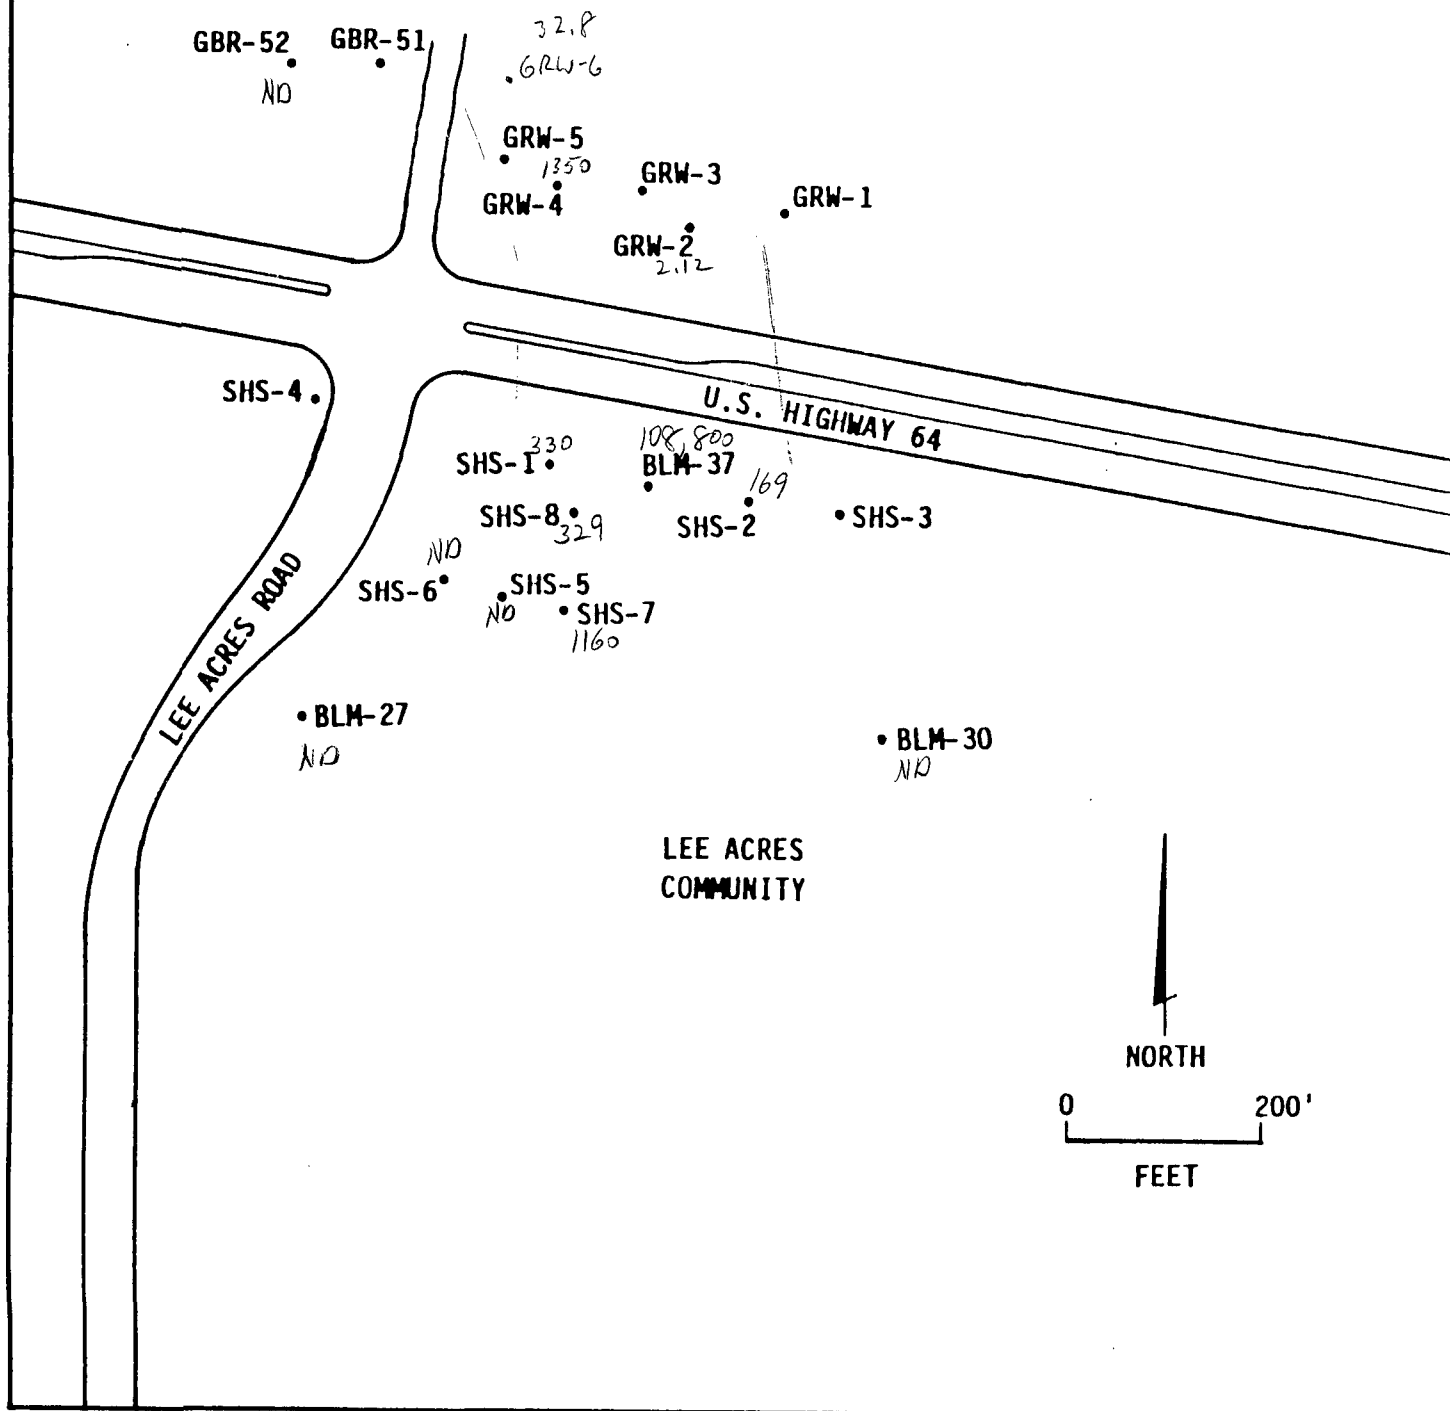 32.8
GBR-52 GBR-51
GRW-6
ND
GRW-5
1350
GRW-4
GRW-3
GRW-1
GRW-2
2.12
SHS-4
U.S. HIGHWAY 64
330
SHS-1
108,800
BLM-37
169
SHS-2
SHS-3
SHS-8
329
ND
SHS-6
SHS-5
ND
SHS-7
1160
LEE ACRES ROAD
BLM-27
ND
BLM-30
ND
LEE ACRES
COMMUNITY
NORTH
0 200'
FEET